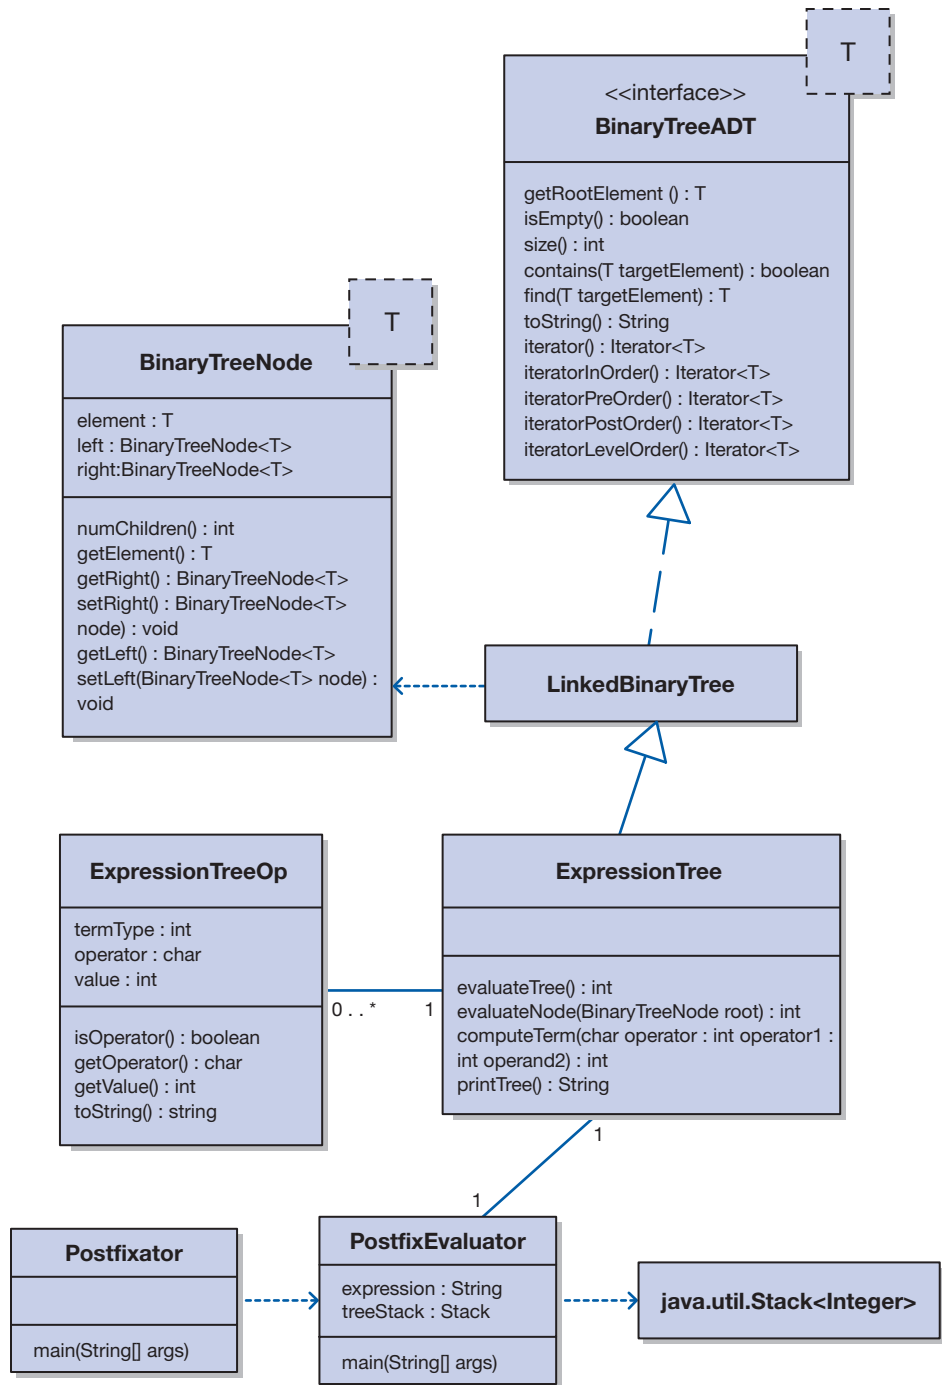 T
<<interface>>
BinaryTreeADT
getRootElement () : T
isEmpty() : boolean
size() : int
contains(T targetElement) : boolean
find(T targetElement) : T
toString() : String
iterator() : Iterator<T>
iteratorInOrder() : Iterator<T>
iteratorPreOrder() : Iterator<T>
iteratorPostOrder() : Iterator<T>
iteratorLevelOrder() : Iterator<T>
T
BinaryTreeNode
element : T
left : BinaryTreeNode<T>
right:BinaryTreeNode<T>
numChildren() : int
getElement() : T
getRight() : BinaryTreeNode<T>
setRight() : BinaryTreeNode<T>
node) : void
getLeft() : BinaryTreeNode<T>
setLeft(BinaryTreeNode<T> node) :
void
LinkedBinaryTree
ExpressionTreeOp
termType : int
operator : char
value : int
isOperator() : boolean
getOperator() : char
getValue() : int
toString() : string
0 . . *
1
ExpressionTree
evaluateTree() : int
evaluateNode(BinaryTreeNode root) : int
computeTerm(char operator : int operator1 :
int operand2) : int
printTree() : String
1
1
Postfixator
main(String[] args)
PostfixEvaluator
expression : String
treeStack : Stack
main(String[] args)
java.util.Stack<Integer>